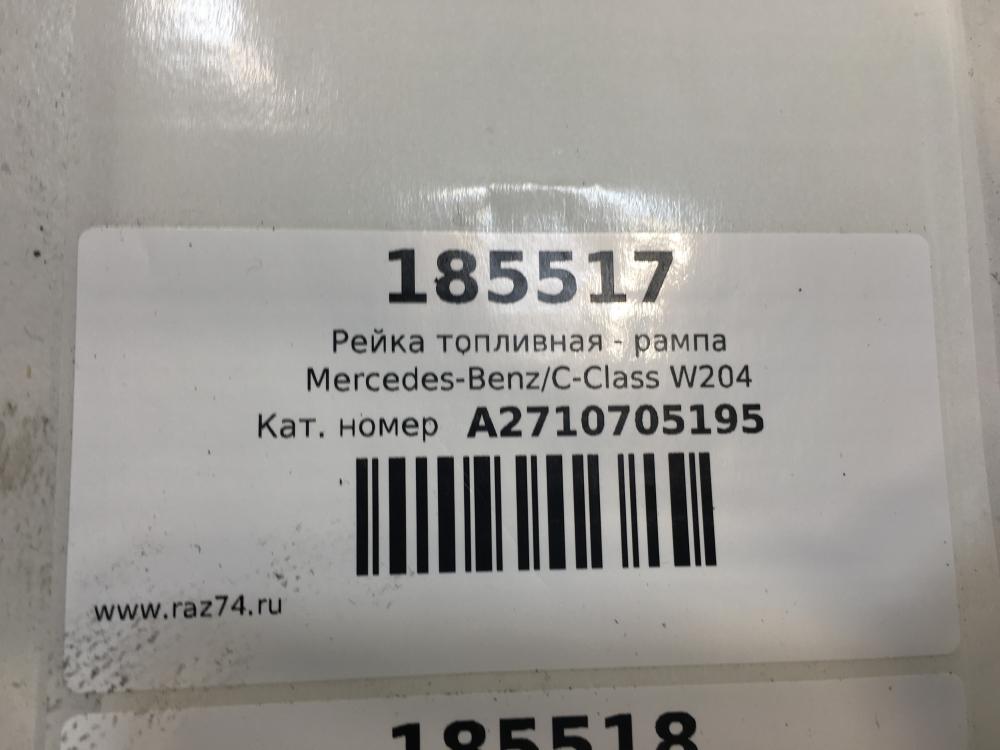 185517
Рейка топливная - рампа
Mercedes-Benz/C-Class W204
Кат. номер A2710705195
www.raz74.ru
185518